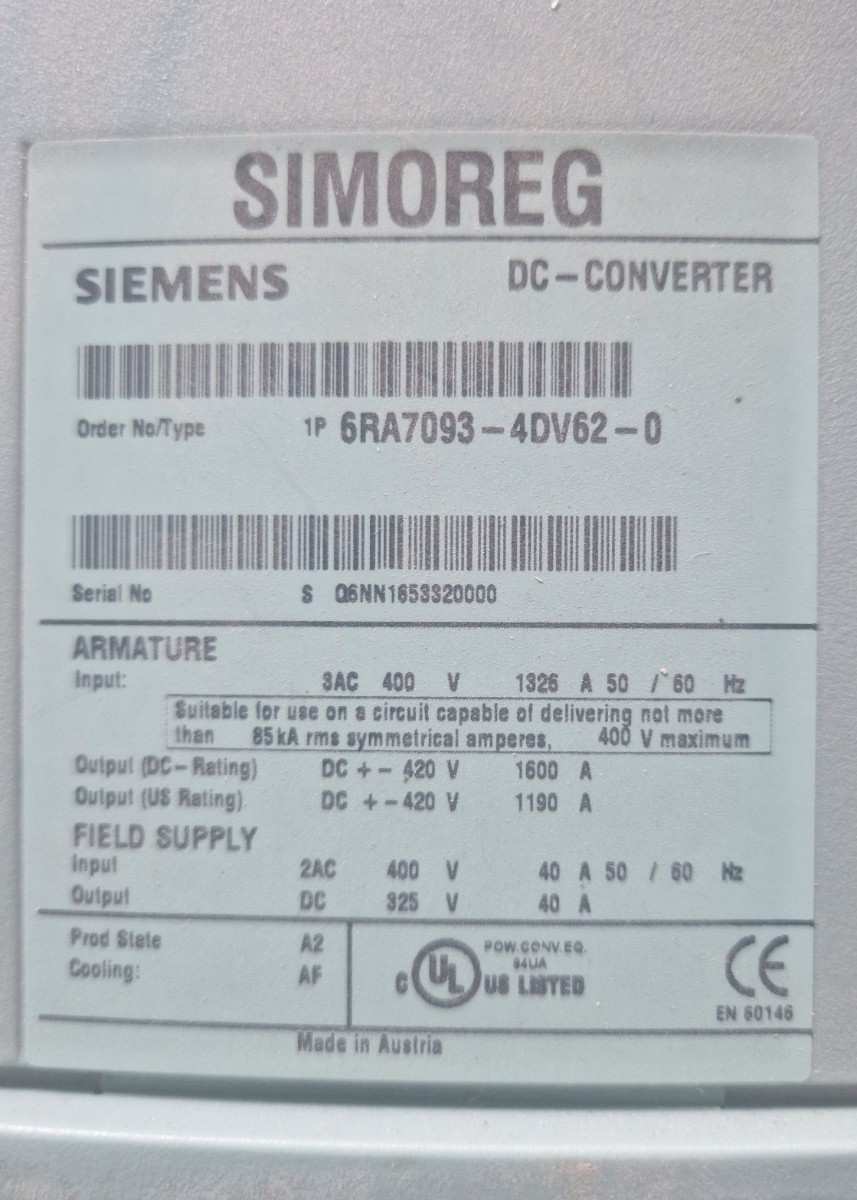 SIMOREG
SIEMENS DC-CONVERTER
Order No/Type 1P 6RA7093-4DV62-0
Serial No S Q6NN1653320000
ARMATURE
Input: 3AC 400 V 1326 A 50 / 60 Hz
Suitable for use on a circuit capable of delivering not more
than 85kA rms symmetrical amperes, 400 V maximum
Output (DC-Rating) DC +- 420 V 1600 A
Output (US Rating) DC +-420 V 1190 A
FIELD SUPPLY
Input 2AC 400 V 40 A 50 / 60 Hz
Output DC 325 V 40 A
Prod State A2
Cooling: AF
C UL US LISTED
POW.CONV.EQ.
94UA
CE
EN 60146
Made in Austria